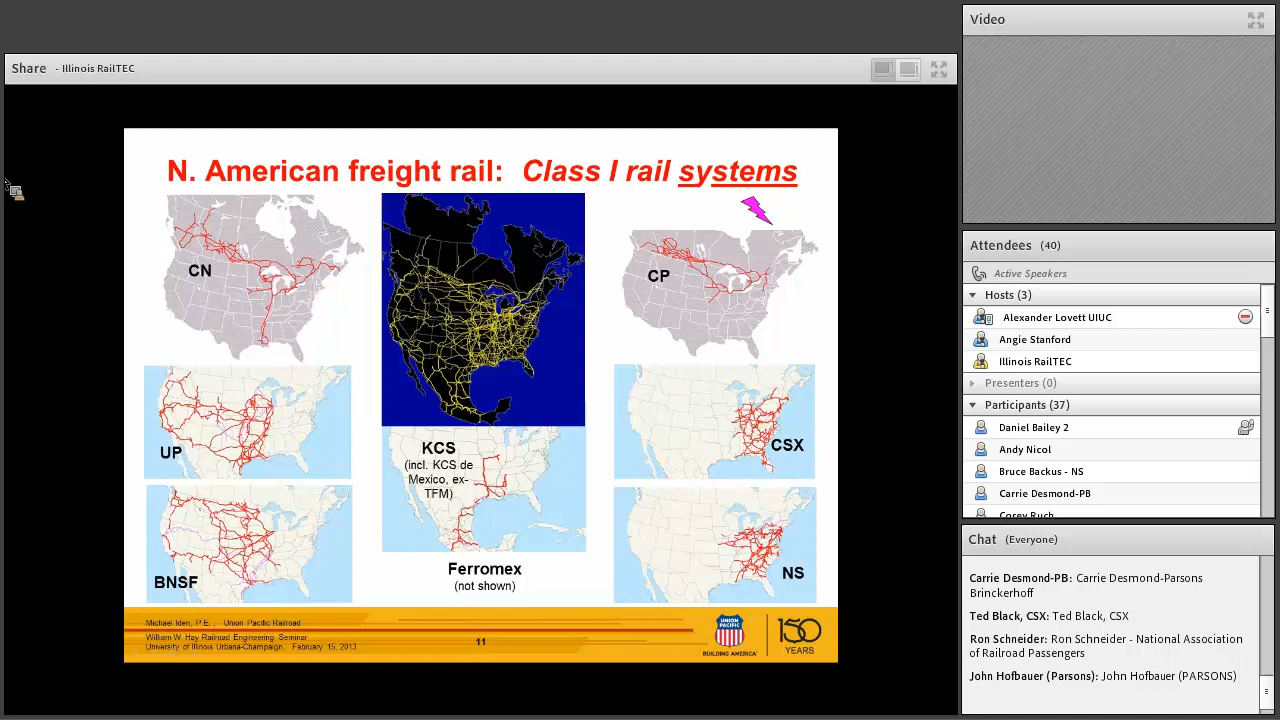 Share - Illinois RailTEC
N. American freight rail: Class I rail systems
CN
CP
UP
KCS
(incl. KCS de
Mexico, ex-
TFM)
CSX
BNSF
Ferromex
(not shown)
NS
Michael Iden, P.E., Union Pacific Railroad
William W. Hay Railroad Engineering Seminar
University of Illinois Urbana-Champaign, February 15, 2013
11
UNION
PACIFIC
BUILDING AMERICA
150
YEARS
Video
Attendees (40)
Active Speakers
Hosts (3)
Alexander Lovett UIUC
Angie Stanford
Illinois RailTEC
Presenters (0)
Participants (37)
Daniel Bailey 2
Andy Nicol
Bruce Backus - NS
Carrie Desmond-PB
Corey Ruch
Chat (Everyone)
Carrie Desmond-PB: Carrie Desmond-Parsons
Brinckerhoff
Ted Black, CSX: Ted Black, CSX
Ron Schneider: Ron Schneider - National Association
of Railroad Passengers
John Hofbauer (Parsons): John Hofbauer (PARSONS)